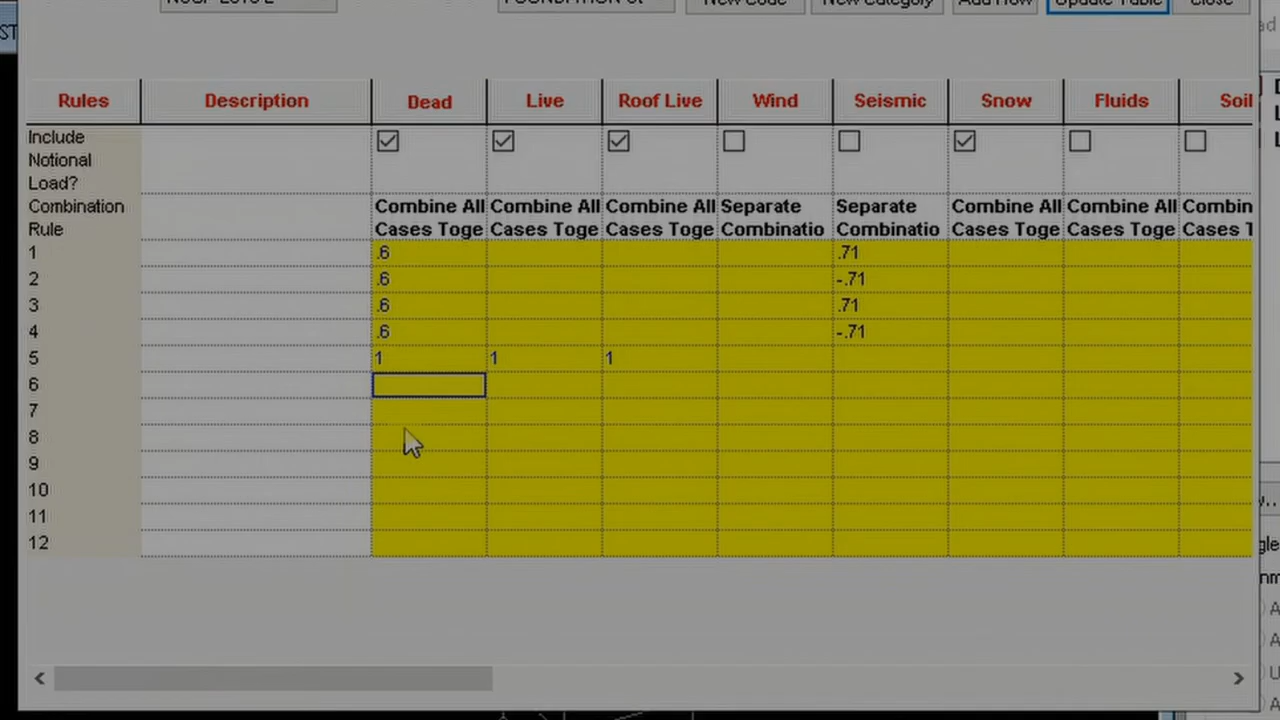 Rules Description Dead Live Roof Live Wind Seismic Snow Fluids Soil
Include
Notional
Load?
Combination Combine All Combine All Combine All Separate Separate Combine All Combine All Combin
Rule Cases Toge Cases Toge Cases Toge Combinatio Combinatio Cases Toge Cases Toge Cases T
1 .6 .71
2 .6 -.71
3 .6 .71
4 .6 -.71
5 1 1 1
6
7
8
9
10
11
12